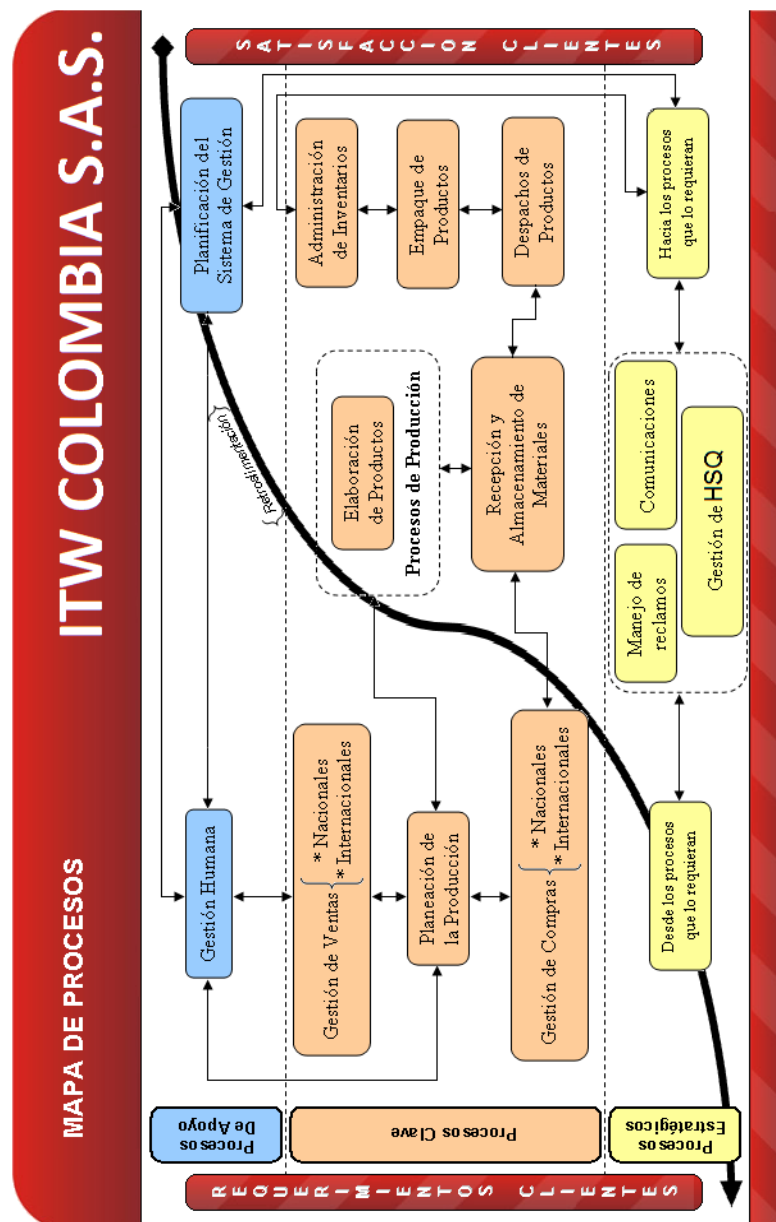 MAPA DE PROCESOS
ITW COLOMBIA S.A.S.
REQUERIMIENTOS CLIENTES
Procesos
De Apoyo
Gestión Humana
Retroalimentación
Planificación del
Sistema de Gestión
Procesos Clave
Gestión de Ventas
* Nacionales
* Internacionales
Planeación de
la Producción
Gestión de Compras
* Nacionales
* Internacionales
Elaboración
de Productos
Procesos de Producción
Recepción y
Almacenamiento de
Materiales
Administración
de Inventarios
Empaque de
Productos
Despachos de
Productos
Procesos
Estratégicos
Desde los procesos
que lo requieran
Manejo de
reclamos
Comunicaciones
Gestión de HSQ
Hacia los procesos
que lo requieran
SATISFACCION CLIENTES